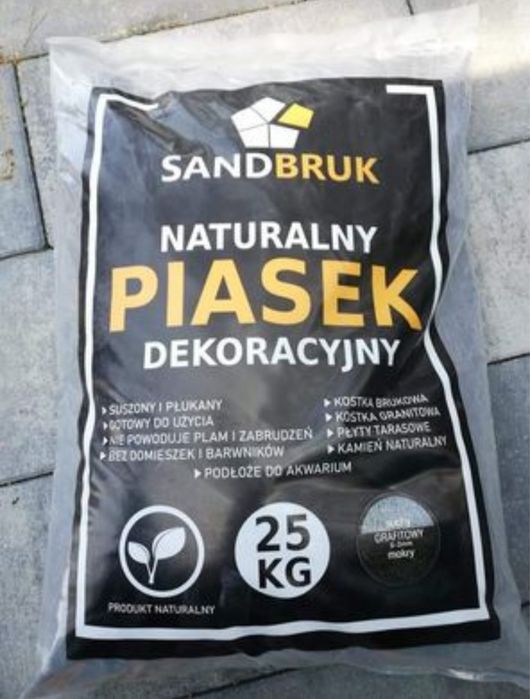 SANDBRUK
NATURALNY
PIASEK
DEKORACYJNY
SUSZONY I PŁUKANY
GOTOWY DO UŻYCIA
NIE POWODUJE PLAM I ZABRUDZEŃ
BEZ DOMIESZEK I BARWNIKÓW
KOSTKA BRUKOWA
KOSTKA GRANITOWA
PŁYTY TARASOWE
KAMIEŃ NATURALNY
PODŁOŻE DO AKWARIUM
PRODUKT NATURALNY
25
KG
suchy
GRAFITOWY
mokry